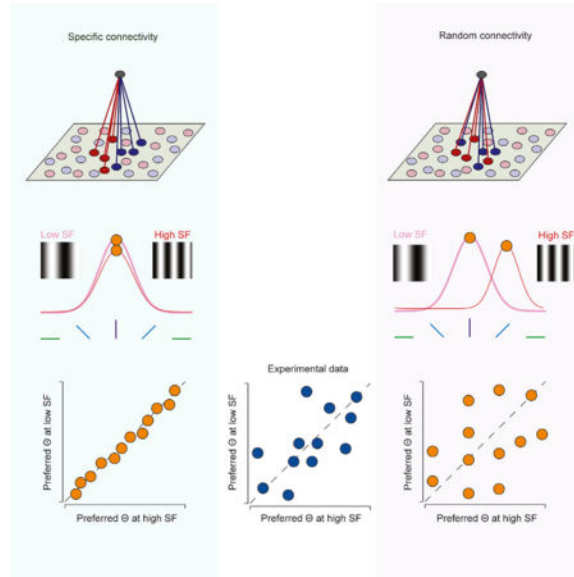 Specific connectivity
Random connectivity
Low SF
High SF
Low SF
High SF
Experimental data
Preferred Θ at low SF
Preferred Θ at high SF
Preferred Θ at low SF
Preferred Θ at high SF
Preferred Θ at low SF
Preferred Θ at high SF